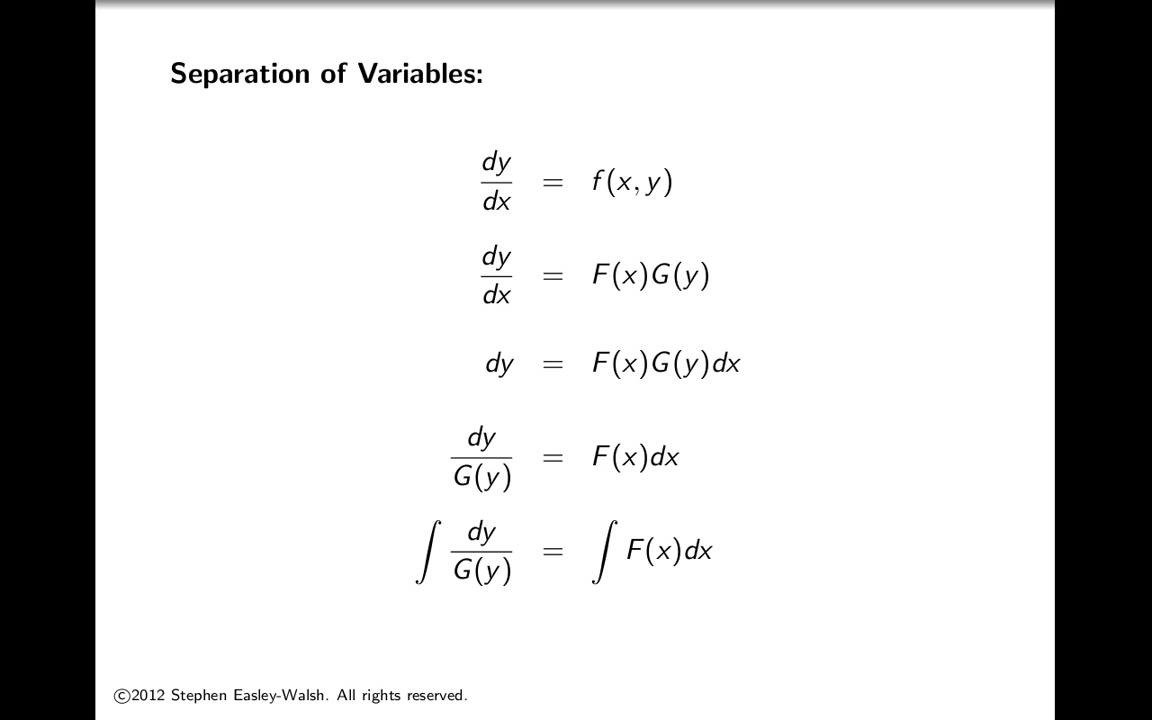 Separation of Variables:
dy/dx = f(x, y)
dy/dx = F(x)G(y)
dy = F(x)G(y)dx
dy/G(y) = F(x)dx
∫ dy/G(y) = ∫ F(x)dx
©2012 Stephen Easley-Walsh. All rights reserved.